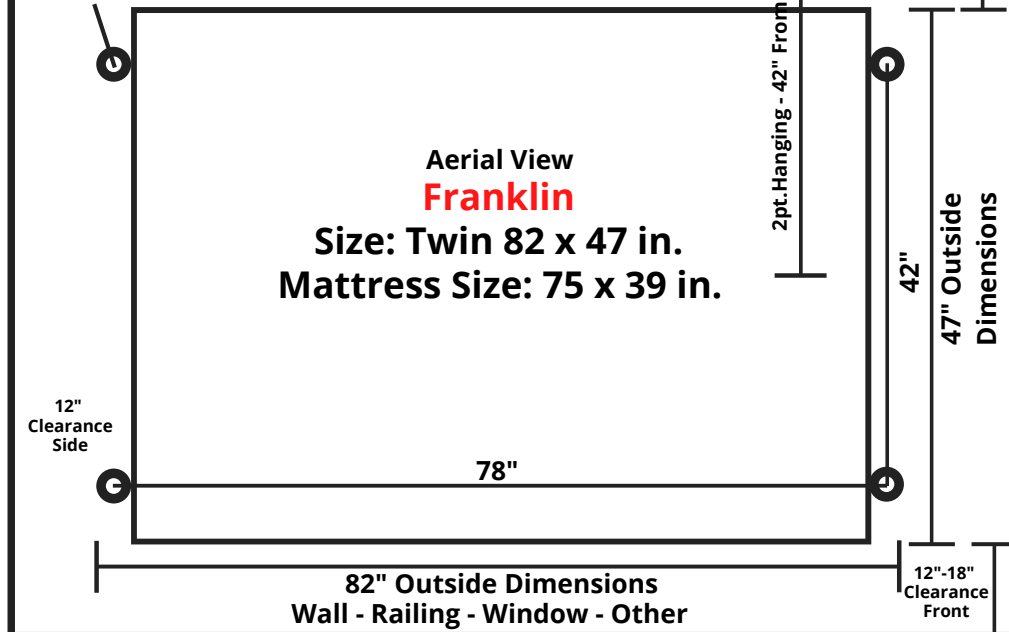 2pt.Hanging - 42" From
Aerial View
Franklin
Size: Twin 82 x 47 in.
Mattress Size: 75 x 39 in.
42"
47" Outside
Dimensions
12"
Clearance
Side
78"
82" Outside Dimensions
Wall - Railing - Window - Other
12"-18"
Clearance
Front